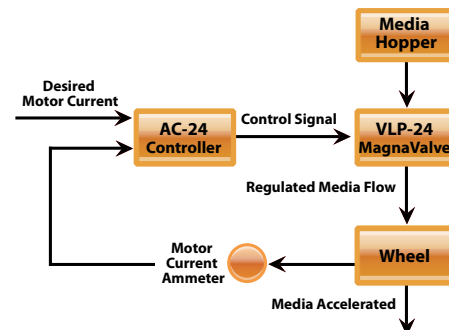 Media
Hopper
Desired
Motor Current
AC-24
Controller
Control Signal
VLP-24
MagnaValve
Regulated Media Flow
Motor
Current
Ammeter
Wheel
Media Accelerated